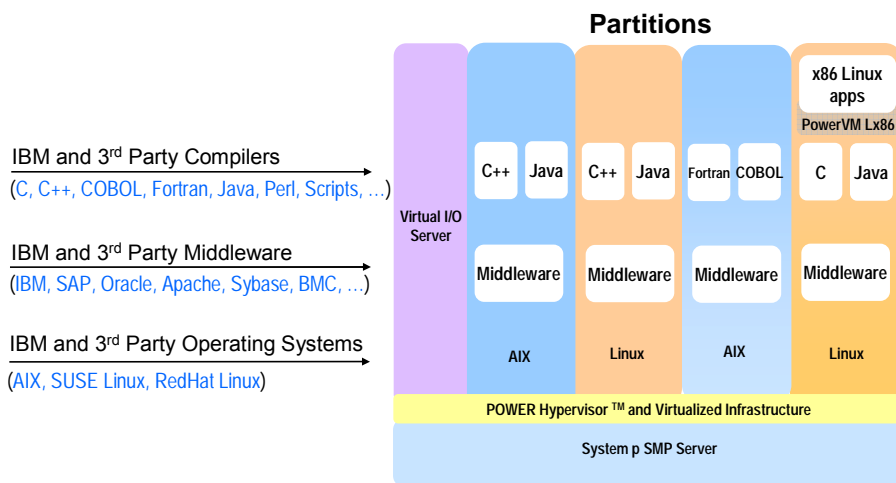 Partitions
x86 Linux
apps
PowerVM Lx86
IBM and 3rd Party Compilers
(C, C++, COBOL, Fortran, Java, Perl, Scripts, ...)
C++ Java C++ Java Fortran COBOL C Java
Virtual I/O
Server
IBM and 3rd Party Middleware
(IBM, SAP, Oracle, Apache, Sybase, BMC, ...)
Middleware Middleware Middleware Middleware
IBM and 3rd Party Operating Systems
(AIX, SUSE Linux, RedHat Linux)
AIX Linux AIX Linux
POWER Hypervisor TM and Virtualized Infrastructure
System p SMP Server